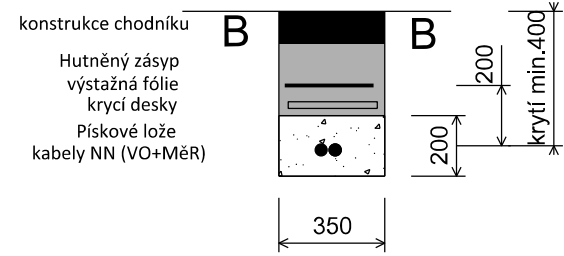 konstrukce chodníku
B
B
Hutněný zásyp
výstažná fólie
krycí desky
Pískové lože
kabely NN (VO+MěR)
200
200
krytí min.400
350